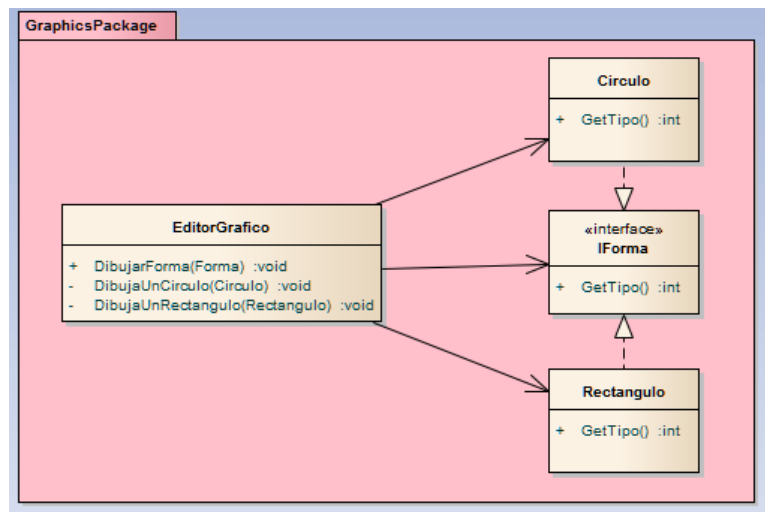 GraphicsPackage
Circulo
+ GetTipo() :int
EditorGrafico
+ DibujarForma(Forma) :void
- DibujaUnCirculo(Circulo) :void
- DibujaUnRectangulo(Rectangulo) :void
«interface»
IForma
+ GetTipo() :int
Rectangulo
+ GetTipo() :int